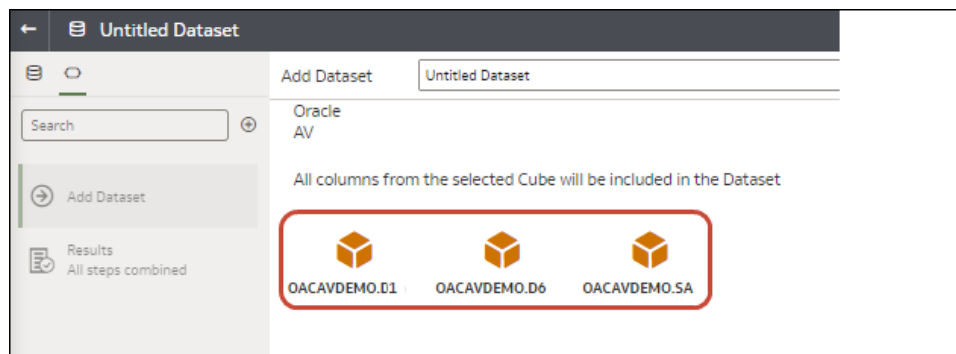 Untitled Dataset
Add Dataset
Untitled Dataset
Search
Oracle
AV
All columns from the selected Cube will be included in the Dataset
Add Dataset
Results
All steps combined
OACAVDEMO.D1
OACAVDEMO.D6
OACAVDEMO.SA